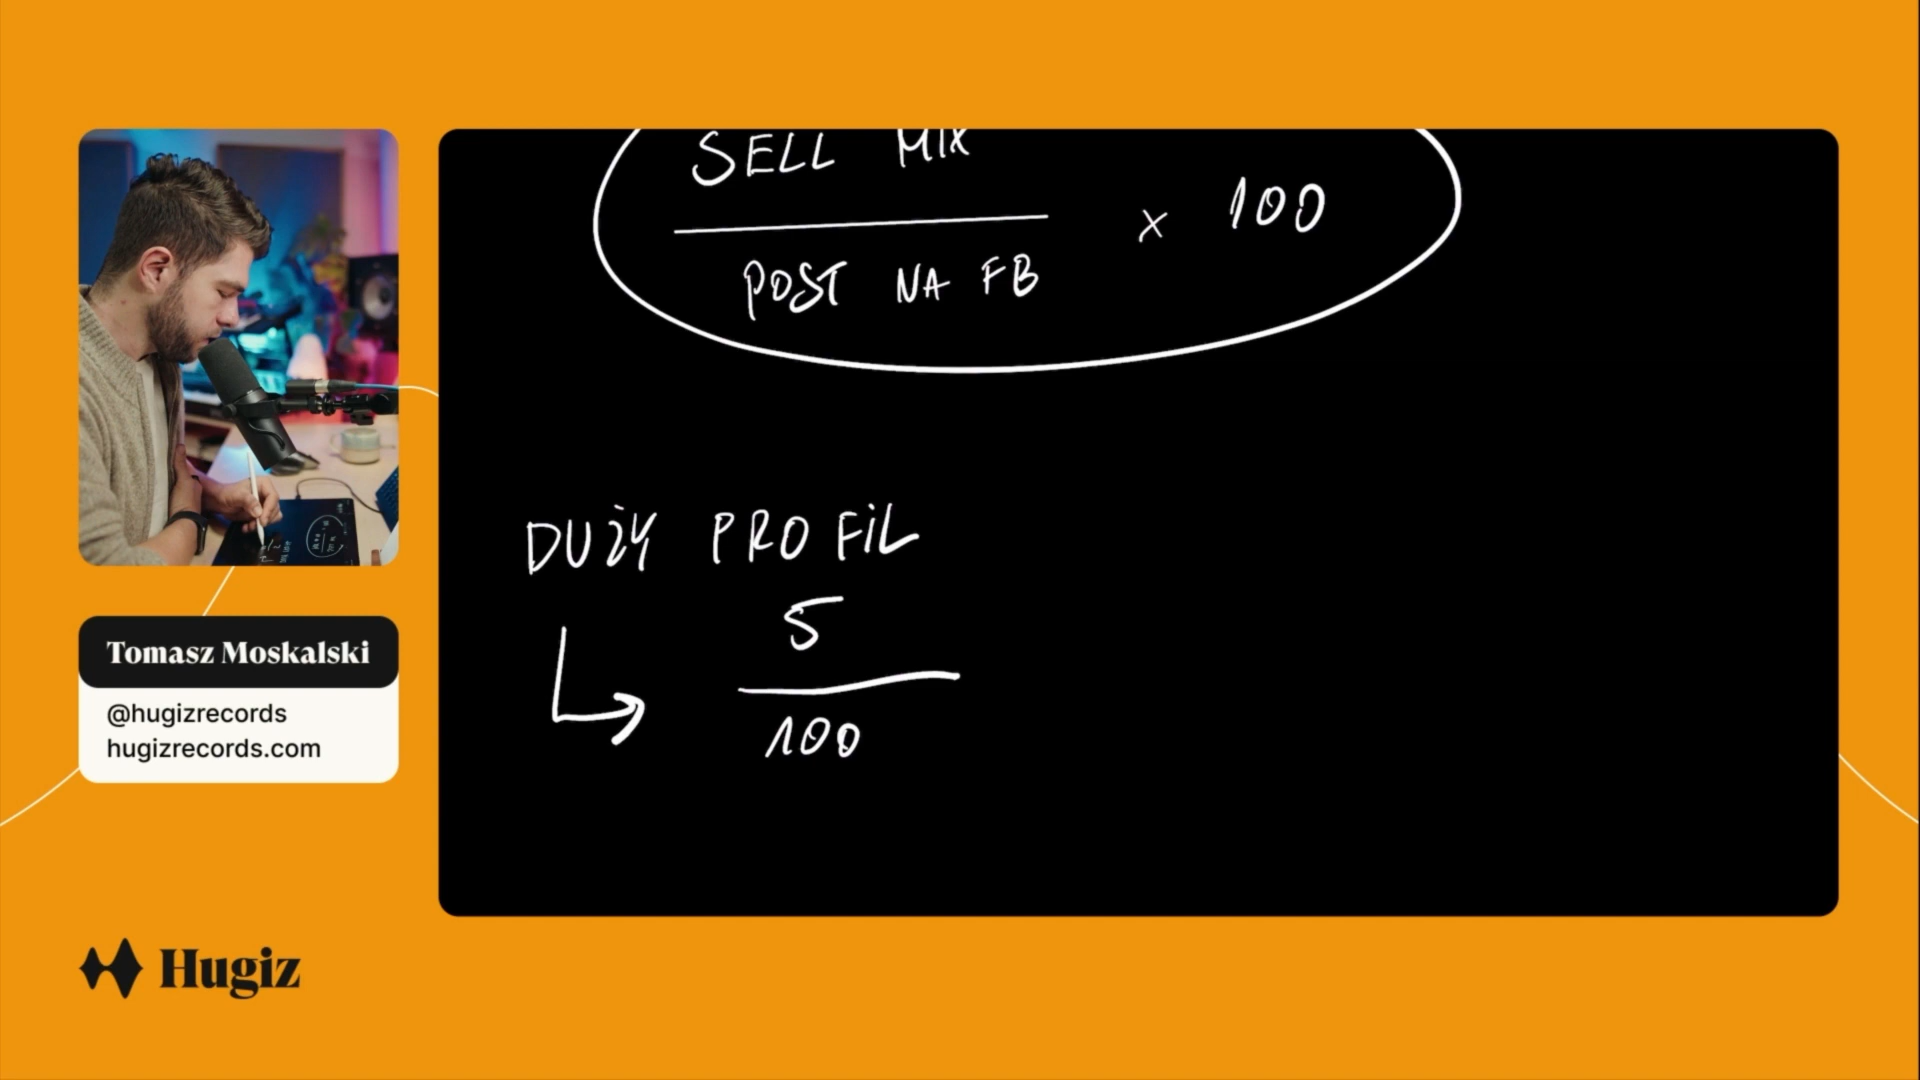 SELL MIX
x 100
POST NA FB
DUŻY PROFIL
5
100
Tomasz Moskalski
@hugizrecords
hugizrecords.com
Hugiz